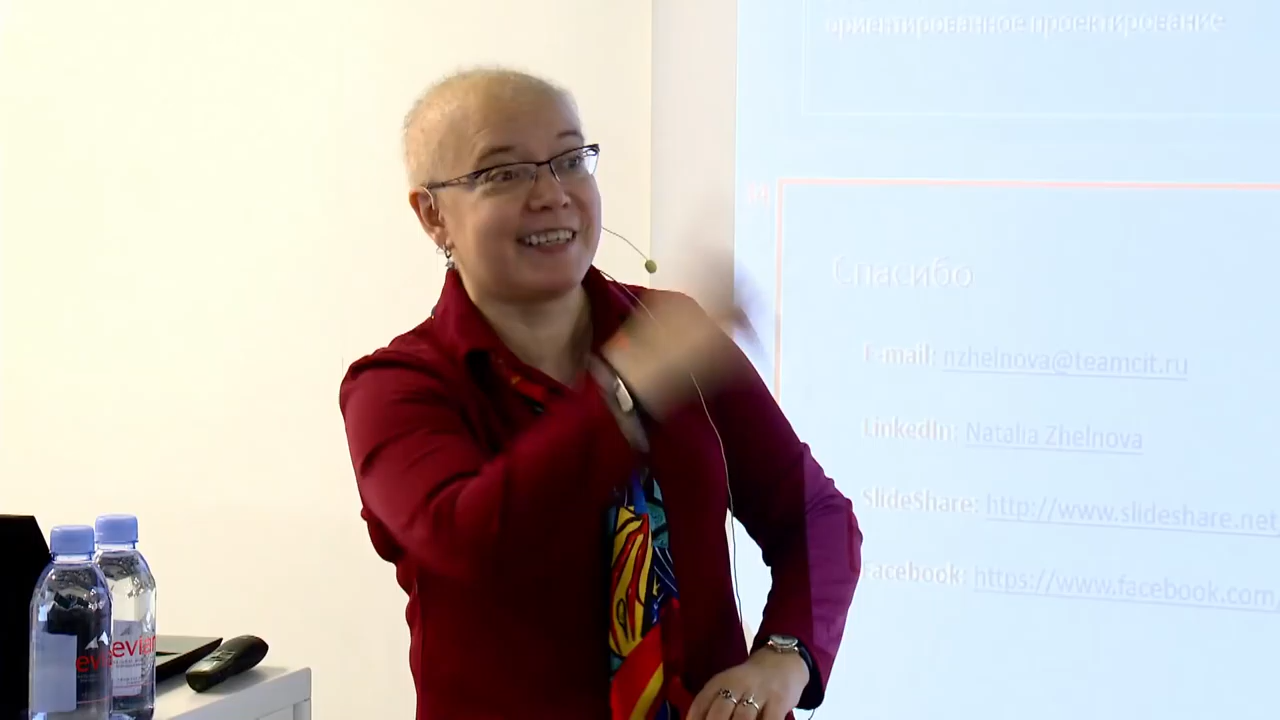 ориентированное проектирование
Спасибо
E-mail: nzhelnova@teamcit.ru
LinkedIn: Natalia Zhelnova
SlideShare: http://www.slideshare.net
Facebook: https://www.facebook.com
evian